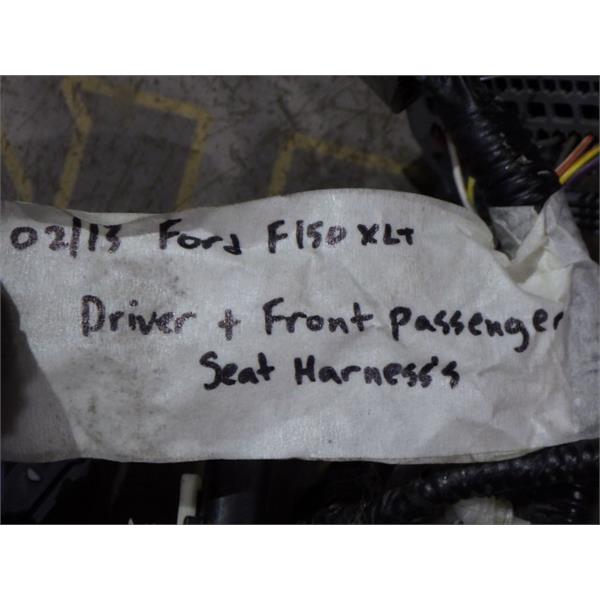 02/13 Ford F150 XLT
Driver + Front passenger
Seat Harness's